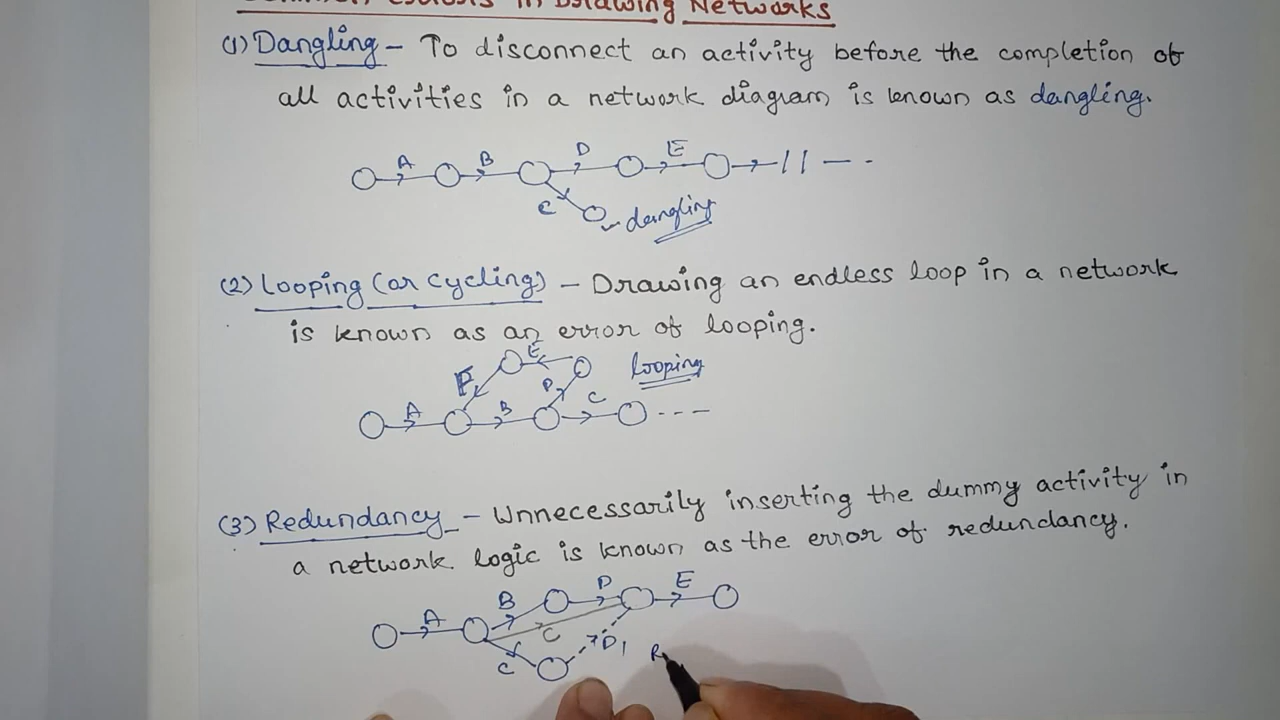 in Drawing Networks
(1) Dangling - To disconnect an activity before the completion of
all activities in a network diagram is known as dangling.
A B D E
C dangling
(2) Looping (or Cycling) - Drawing an endless loop in a network
is known as an error of looping.
E looping
F D
A B C
(3) Redundancy - Unnecessarily inserting the dummy activity in
a network logic is known as the error of redundancy.
B D E
A C
C D1 R